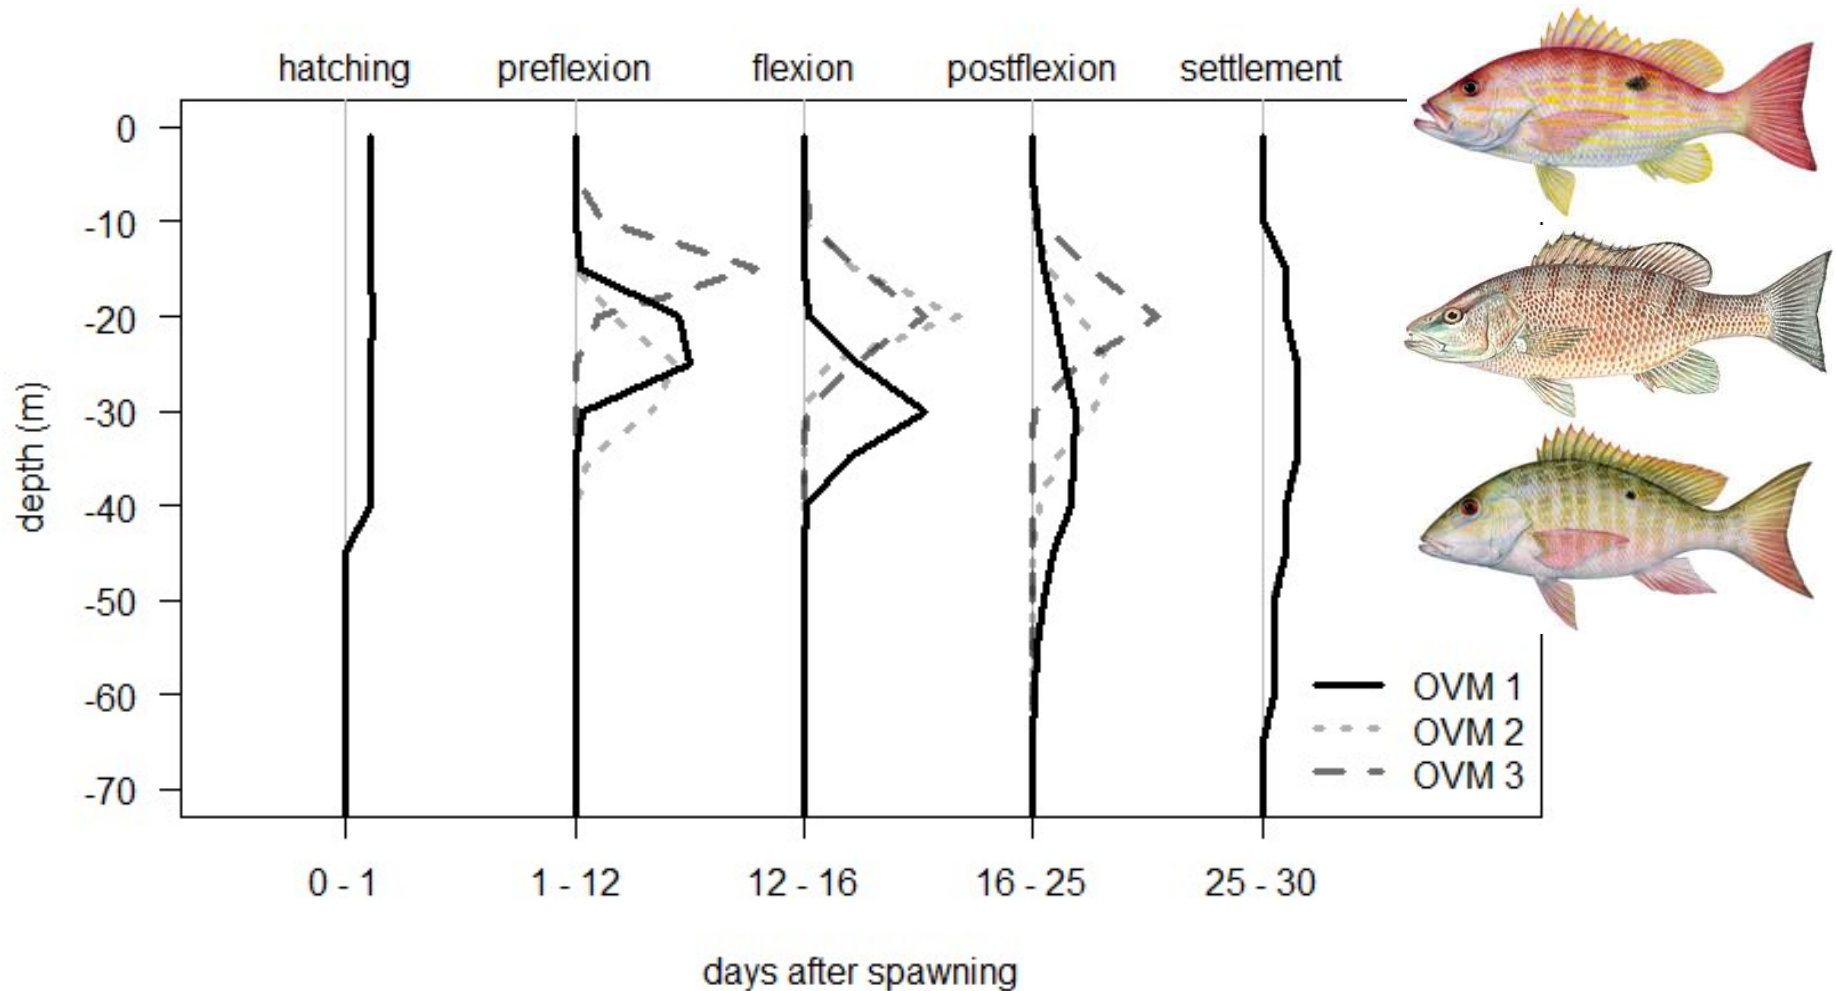 hatching preflexion flexion postflexion settlement
0
-10
-20
-30
-40
-50
-60
-70
depth (m)
OVM 1
OVM 2
OVM 3
0 - 1 1 - 12 12 - 16 16 - 25 25 - 30
days after spawning